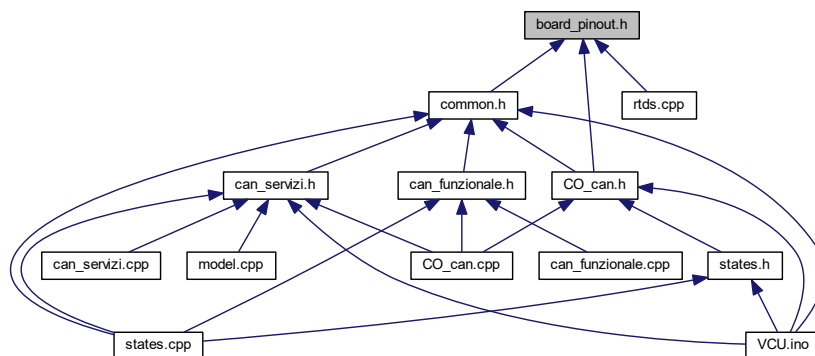 board_pinout.h
common.h
rtds.cpp
can_servizi.h
can_funzionale.h
CO_can.h
can_servizi.cpp
model.cpp
CO_can.cpp
can_funzionale.cpp
states.h
states.cpp
VCU.ino